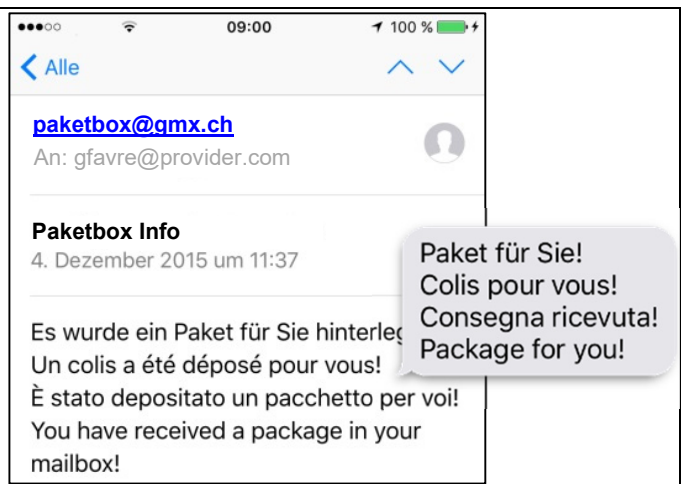 09:00
100 %
Alle
paketbox@gmx.ch
An: gfavre@provider.com
Paketbox Info
4. Dezember 2015 um 11:37
Es wurde ein Paket für Sie
Un colis a été déposé pour vous!
È stato depositato un pacchetto per voi!
You have received a package in your
mailbox!
Paket für Sie!
Colis pour vous!
Consegna ricevuta!
Package for you!